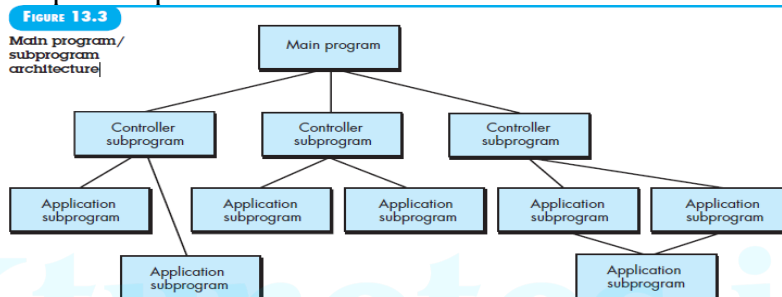 FIGURE 13.3
Main program/
subprogram
architecture
Main program
Controller
subprogram
Controller
subprogram
Controller
subprogram
Application
subprogram
Application
subprogram
Application
subprogram
Application
subprogram
Application
subprogram
Application
subprogram
Application
subprogram